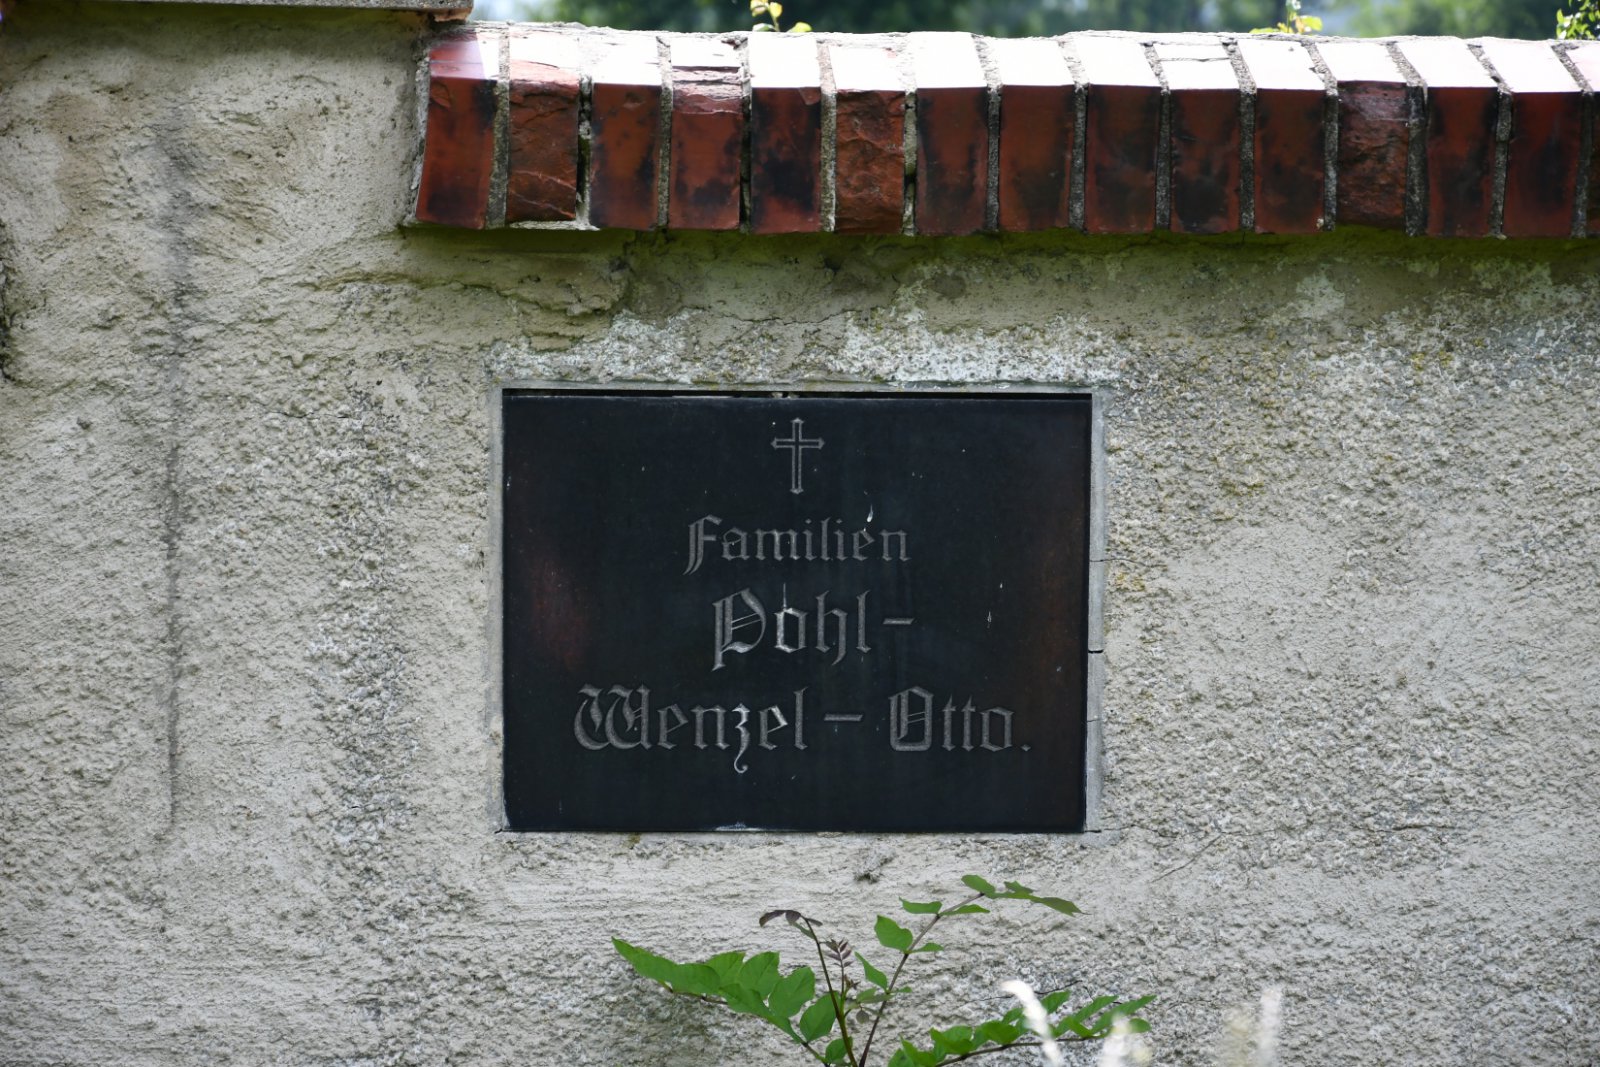 Familien
Pohl-
Wenzel - Otto.